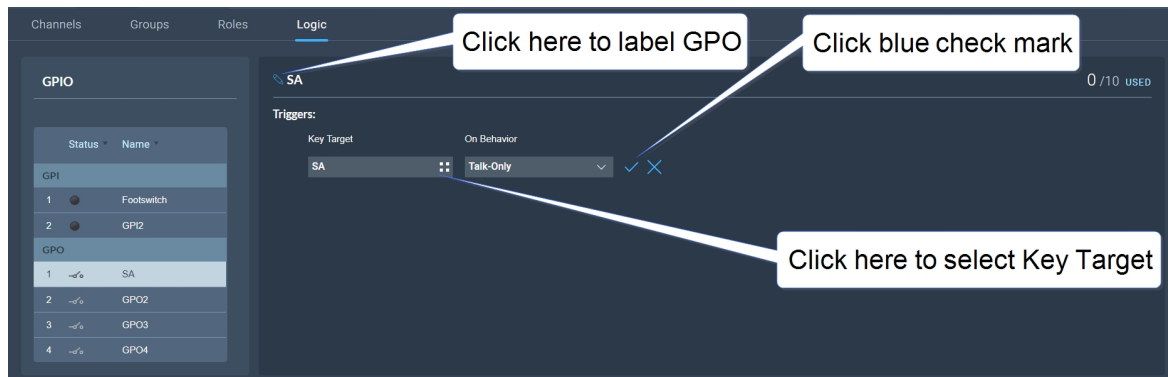 Channels Groups Roles Logic
Click here to label GPO
Click blue check mark
GPIO
SA
0 /10 USED
Triggers:
Key Target On Behavior
SA Talk-Only
Status Name
GPI
1 Footswitch
2 GPI2
GPO
1 SA
2 GPO2
3 GPO3
4 GPO4
Click here to select Key Target